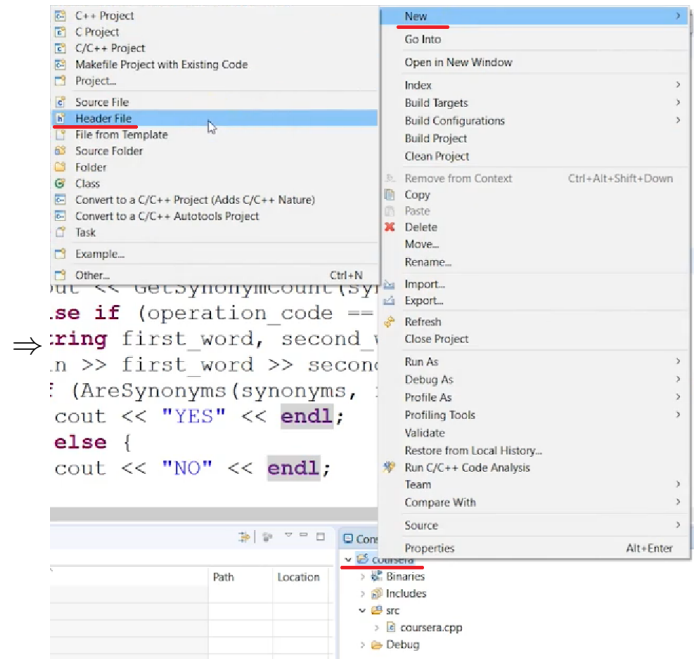 C++ Project
C Project
C/C++ Project
Makefile Project with Existing Code
Project...
Source File
Header File
File from Template
Source Folder
Folder
Class
Convert to a C/C++ Project (Adds C/C++ Nature)
Convert to a C/C++ Autotools Project
Task
Example...
Other... Ctrl+N
New
Go Into
Open in New Window
Index
Build Targets
Build Configurations
Build Project
Clean Project
Remove from Context Ctrl+Alt+Shift+Down
Copy
Paste
Delete
Move...
Rename...
Import...
Export...
Refresh
Close Project
Run As
Debug As
Profile As
Profiling Tools
Validate
Restore from Local History...
Run C/C++ Code Analysis
Team
Compare With
Source
Properties Alt+Enter
out << GetSynonymCount(sy
se if (operation_code ==
⇒ tring first_word, second_w
n >> first_word >> secon
(AreSynonyms(synonyms,
cout << "YES" << endl;
else {
cout << "NO" << endl;
Path Location
Cons
coursera
Binaries
Includes
src
coursera.cpp
Debug